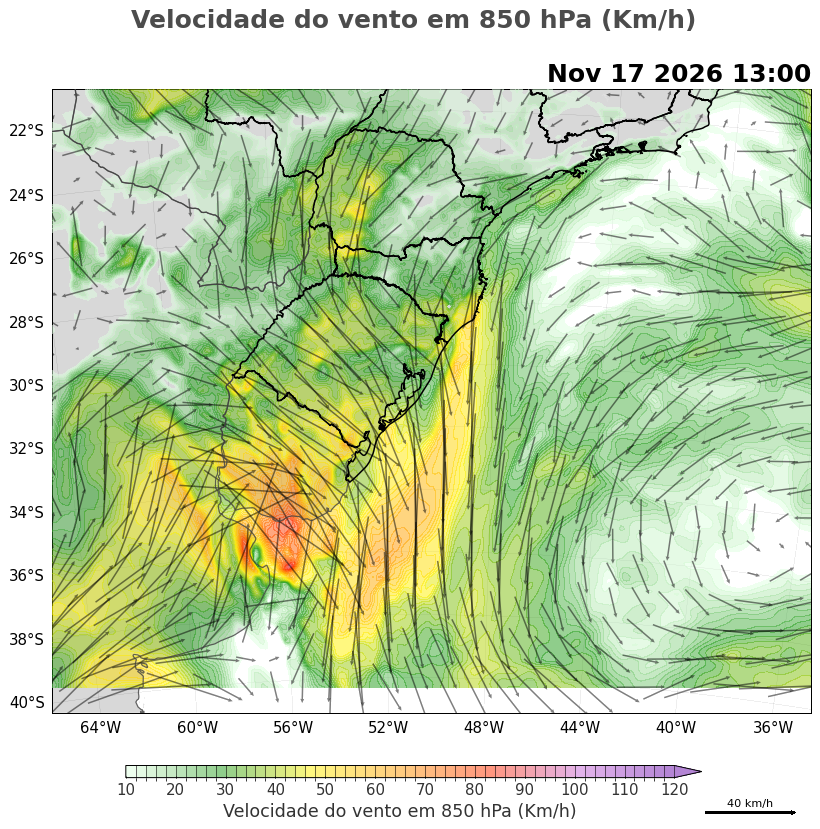 Velocidade do vento em 850 hPa (Km/h)
Nov 17 2026 13:00
22°S
24°S
26°S
28°S
30°S
32°S
34°S
36°S
38°S
40°S
64°W 60°W 56°W 52°W 48°W 44°W 40°W 36°W
10 20 30 40 50 60 70 80 90 100 110 120
Velocidade do vento em 850 hPa (Km/h)
40 km/h